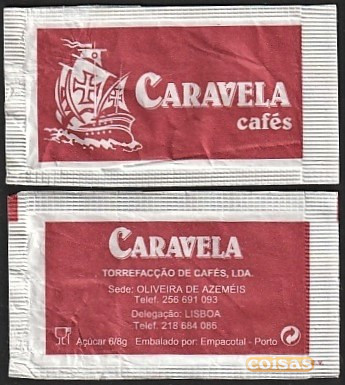 CARAVELA
cafés
CARAVELA
TORREFACÇÃO DE CAFÉS, LDA.
Sede: OLIVEIRA DE AZEMÉIS
Telef. 256 691 093
Delegação: LISBOA
Telef. 218 684 086
Açúcar 6/8g Embalado por: Empacotal - Porto
coisas